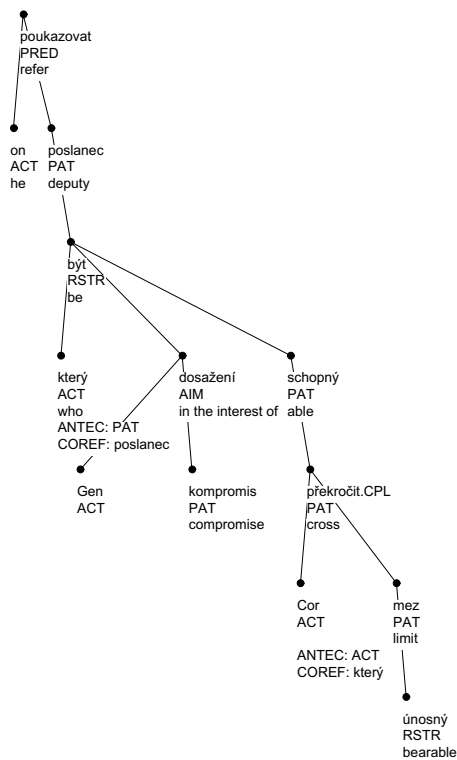 poukazovat
PRED
refer
on
ACT
he
poslanec
PAT
deputy
být
RSTR
be
který
ACT
who
ANTEC: PAT
COREF: poslanec
dosažení
AIM
in the interest of
schopný
PAT
able
Gen
ACT
kompromis
PAT
compromise
překročit.CPL
PAT
cross
Cor
ACT
ANTEC: ACT
COREF: který
mez
PAT
limit
únosný
RSTR
bearable